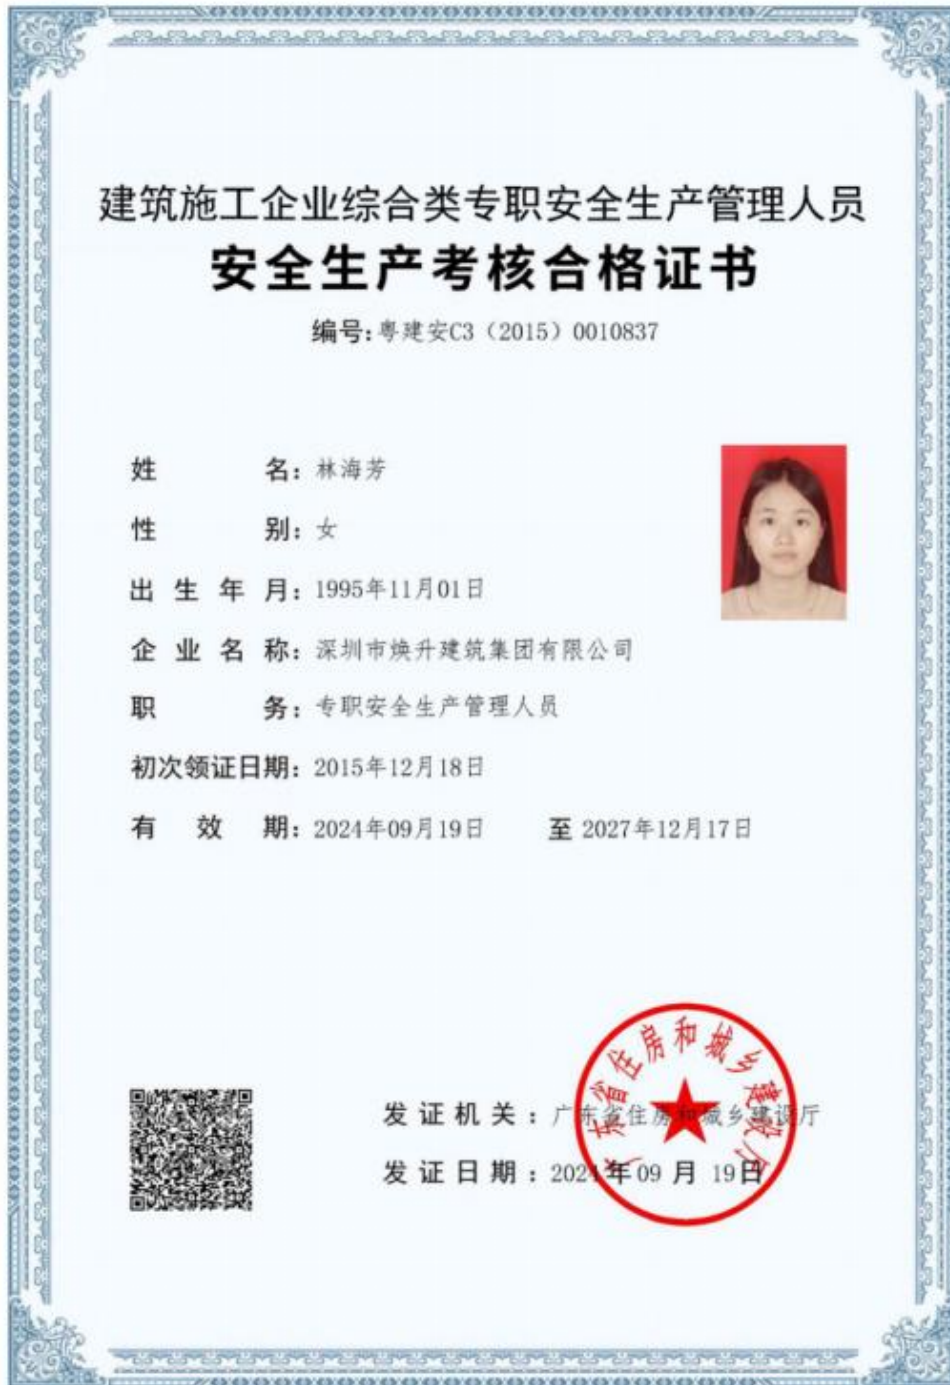 建筑施工企业综合类专职安全生产管理人员
安全生产考核合格证书
编号:粤建安C3（2015）0010837
姓 名：林海芳
性 别：女
出 生 年 月：1995年11月01日
企 业 名 称：深圳市焕升建筑集团有限公司
职 务：专职安全生产管理人员
初次领证日期：2015年12月18日
有 效 期：2024年09月19日 至 2027年12月17日
广东省住房和城乡建设厅
发 证 机 关 ：广东省住房和城乡建设厅
发 证 日 期 ：2024 年 09 月 19日